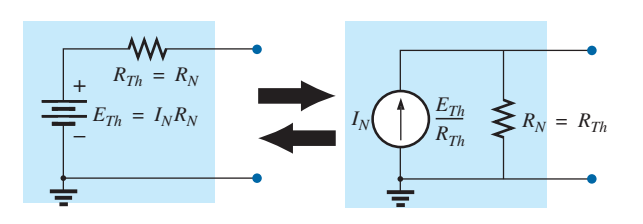 R_Th = R_N
+
E_Th = I_N R_N
−
I_N
E_Th / R_Th
R_N = R_Th